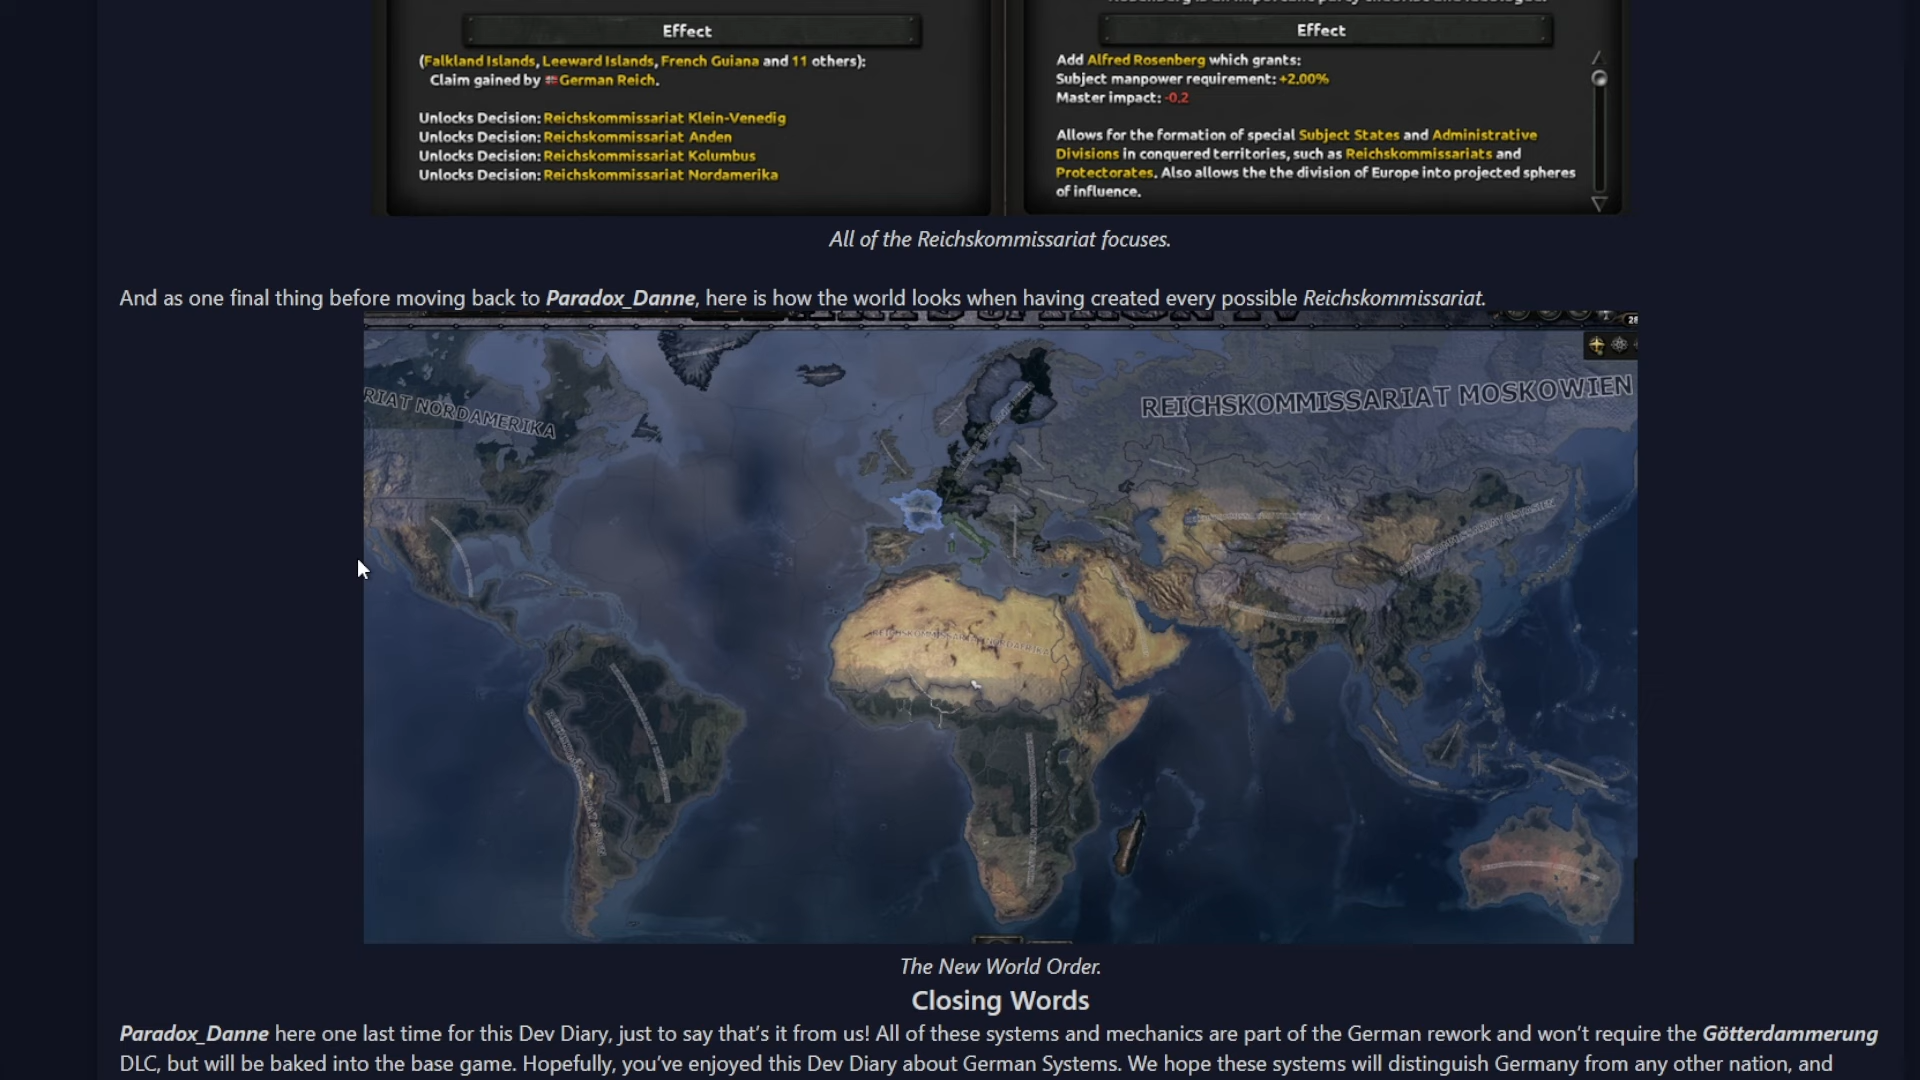 Effect
(Falkland Islands, Leeward Islands, French Guiana and 11 others):
Claim gained by German Reich.
Unlocks Decision: Reichskommissariat Klein-Venedig
Unlocks Decision: Reichskommissariat Anden
Unlocks Decision: Reichskommissariat Kolumbus
Unlocks Decision: Reichskommissariat Nordamerika
Effect
Add Alfred Rosenberg which grants:
Subject manpower requirement: +2.00%
Master impact: -0.2
Allows for the formation of special Subject States and Administrative
Divisions in conquered territories, such as Reichskommissariats and
Protectorates. Also allows the the division of Europe into projected spheres
of influence.
All of the Reichskommissariat focuses.
And as one final thing before moving back to Paradox_Danne, here is how the world looks when having created every possible Reichskommissariat.
RIAT NORDAMERIKA
REICHSKOMMISSARIAT MOSKOWIEN
REICHSKOMMISSARIAT NORDAFRIKA
The New World Order.
Closing Words
Paradox_Danne here one last time for this Dev Diary, just to say that’s it from us! All of these systems and mechanics are part of the German rework and won’t require the Götterdammerung
DLC, but will be baked into the base game. Hopefully, you’ve enjoyed this Dev Diary about German Systems. We hope these systems will distinguish Germany from any other nation, and